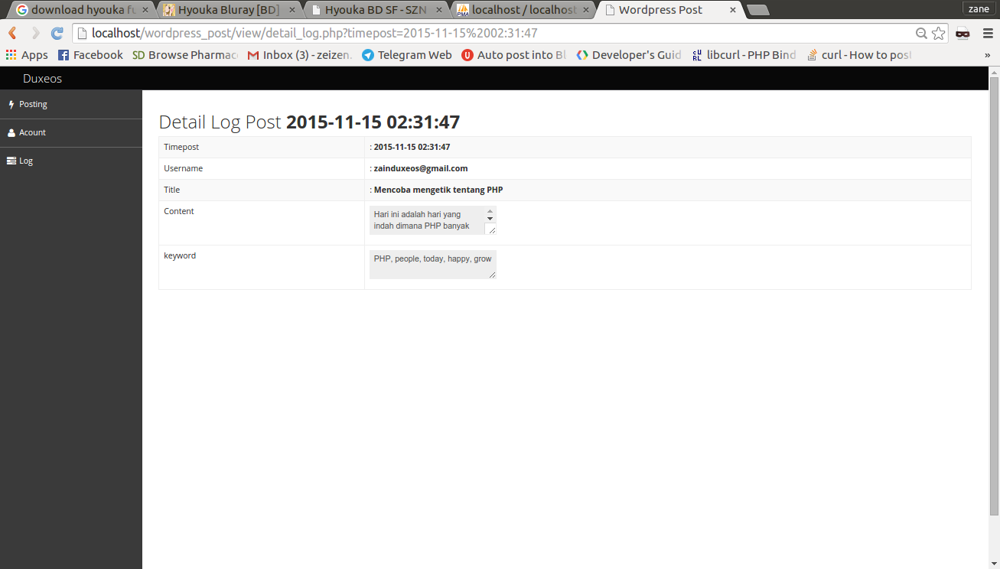 download hyouka fu
Hyouka Bluray [BD]
Hyouka BD SF - SZN
localhost / localhost
Wordpress Post
zane
localhost/wordpress_post/view/detail_log.php?timepost=2015-11-15%2002:31:47
Apps
Facebook
SD Browse Pharmac
Inbox (3) - zeizen.
Telegram Web
Auto post into Bl
Developer's Guid
cURL libcurl - PHP Bind
curl - How to post
»
Duxeos
Posting
Acount
Log
Detail Log Post 2015-11-15 02:31:47
Timepost : 2015-11-15 02:31:47
Username : zainduxeos@gmail.com
Title : Mencoba mengetik tentang PHP
Content
Hari ini adalah hari yang
indah dimana PHP banyak
keyword
PHP, people, today, happy, grow